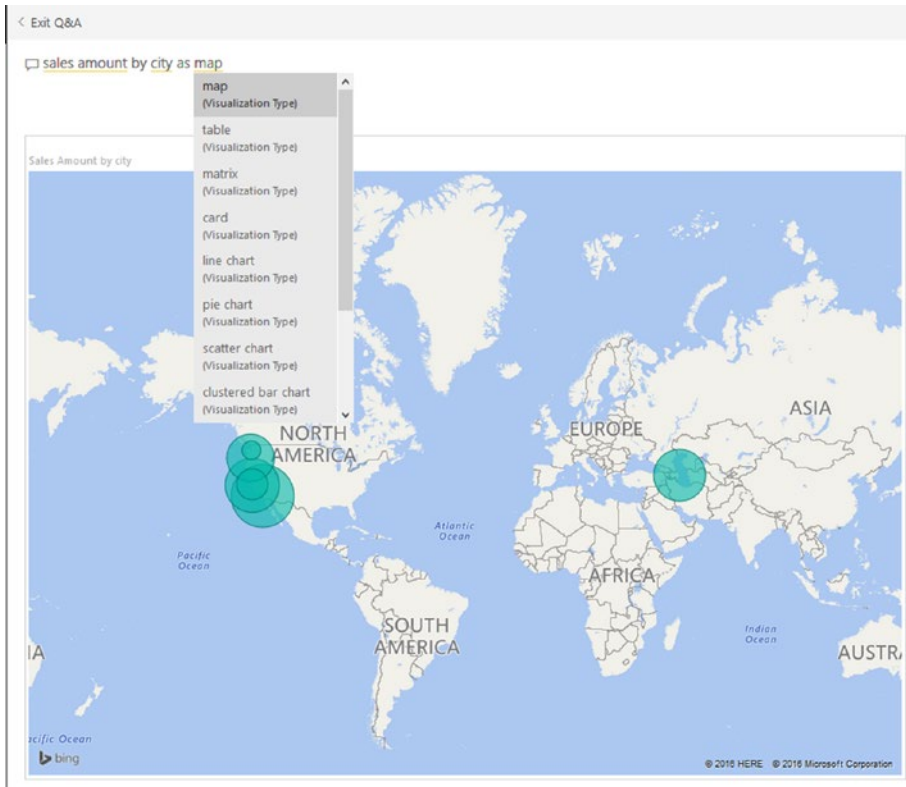 Exit Q&A
sales amount by city as map
map
(Visualization Type)
table
(Visualization Type)
matrix
(Visualization Type)
card
(Visualization Type)
line chart
(Visualization Type)
pie chart
(Visualization Type)
scatter chart
(Visualization Type)
clustered bar chart
(Visualization Type)
Sales Amount by city
NORTH
AMERICA
EUROPE
ASIA
Atlantic
Ocean
Pacific
Ocean
AFRICA
SOUTH
AMERICA
Indian
Ocean
IA
AUSTR
acific Ocean
bing
© 2016 HERE © 2016 Microsoft Corporation